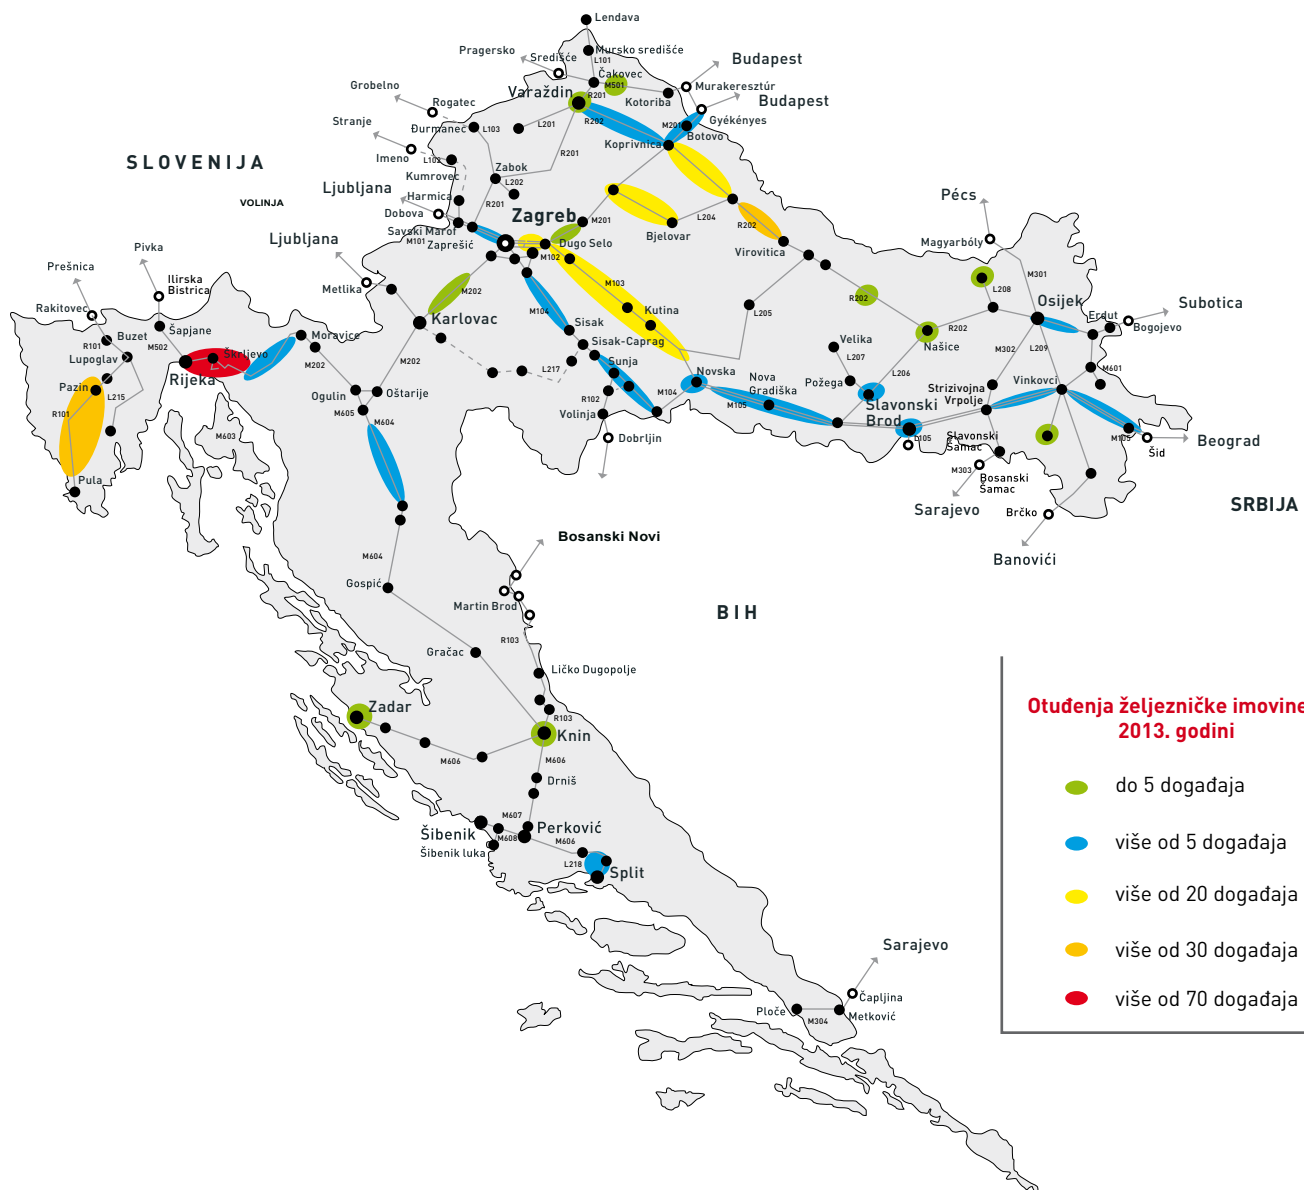 Lendava
Pragersko
Središće
Mursko središće
L101
Budapest
Čakovec
M501
Murakeresztúr
Grobelno
Varaždin
R201
Kotoriba
Budapest
Rogatec
R202
M201
Gyékényes
Stranje
Đurmanec
L103
L201
Botovo
Koprivnica
SLOVENIJA
Imeno
L102
R201
Kumrovec
Zabok
L202
Ljubljana
Harmica
R201
VOLINJA
Dobova
Zagreb
M201
L204
R202
Pécs
Savski Marof
M101
Zaprešić
Dugo Selo
Bjelovar
Magyarbóly
Pivka
Ljubljana
M102
Virovitica
Prešnica
M103
M301
Ilirska
Bistrica
Metlika
M202
R202
L208
Osijek
Subotica
Rakitovec
M104
Kutina
L205
Erdut
Bogojevo
Šapjane
Moravice
Karlovac
Sisak
Velika
R202
Našice
Buzet
R101
M502
Sisak-Caprag
M302
L209
Lupoglav
Škrljevo
M202
M202
Sunja
L207
M601
Rijeka
L217
Novska
Nova
Gradiška
Požega
L206
Vinkovci
Pazin
L215
Ogulin
Oštarije
R102
M104
M105
Strizivojna
Vrpolje
R101
M605
Volinja
Slavonski
Brod
M604
M603
Dobrljin
D105
Slavonski
Šamac
M105
Beograd
Šid
M303
Bosanski
Šamac
Pula
Sarajevo
Brčko
SRBIJA
Bosanski Novi
M604
Banovići
Gospić
Martin Brod
BIH
R103
Gračac
Ličko Dugopolje
Zadar
R103
Knin
M606
M606
Drniš
M607
Šibenik
M608
Perković
Šibenik luka
M606
L218
Split
Sarajevo
Čapljina
Ploče
M304
Metković
Otuđenja željezničke imovine
2013. godini
do 5 događaja
više od 5 događaja
više od 20 događaja
više od 30 događaja
više od 70 događaja